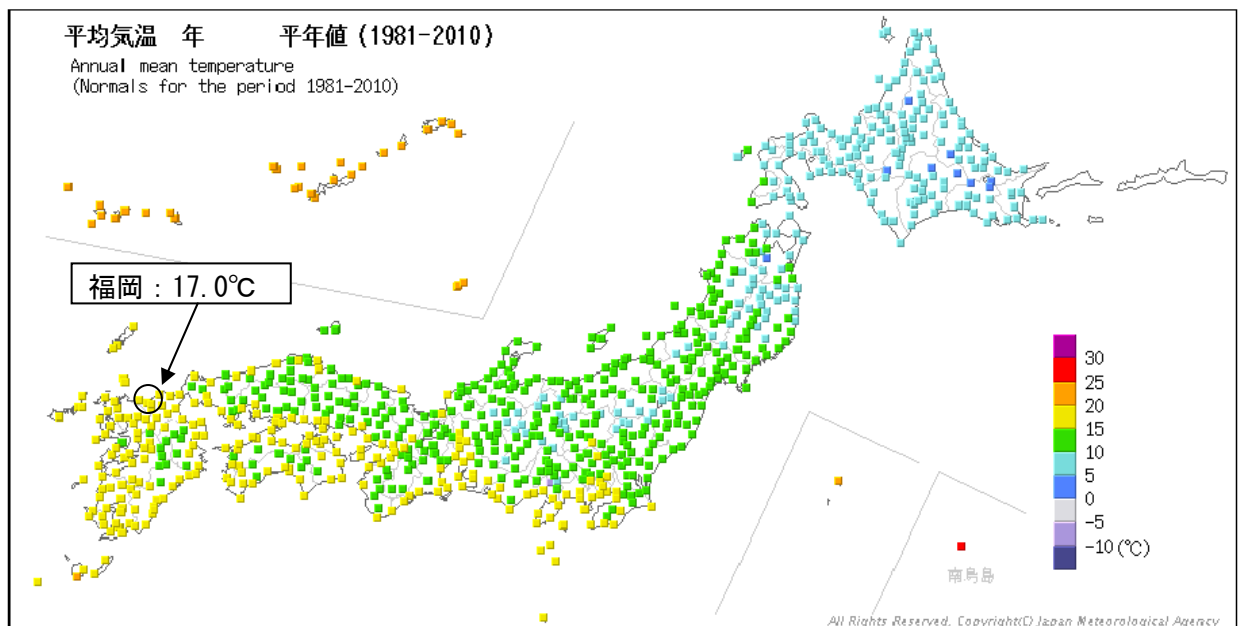 平均気温 年 平年値 (1981-2010)
Annual mean temperature
(Normals for the period 1981-2010)
福岡：17.0℃
30
25
20
15
10
5
0
-5
-10 (℃)
南鳥島
All Rights Reserved. Copyright(C) Japan Meteorological Agency